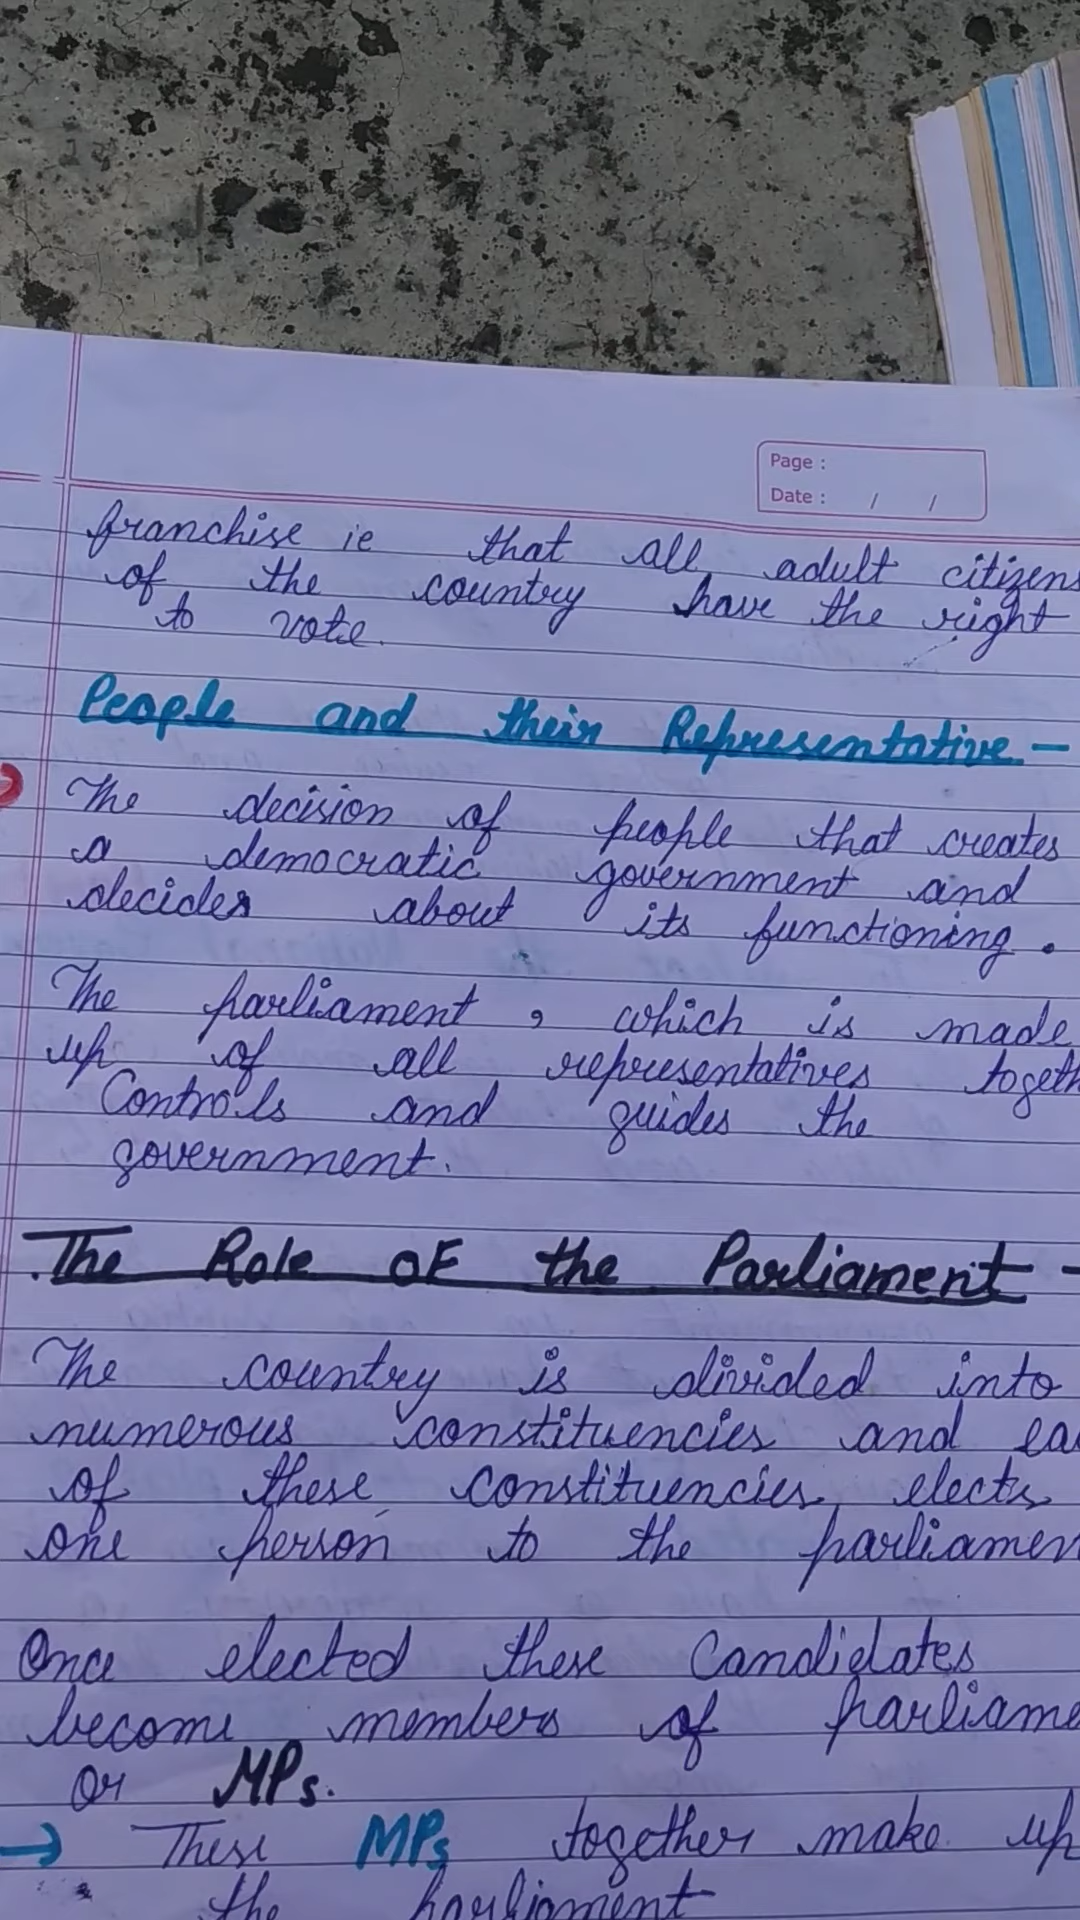 Page :
Date : / /
franchise ie that all adult citizens
of the country have the right
to vote.
People and their Representative -
The decision of people that creates
a democratic government and
decides about its functioning.
The parliament, which is made
up of all representatives togeth
Controls and guides the
government.
The Role of the Parliament -
The country is divided into
numerous constituencies and ea
of these constituencies elects
one person to the parliamen
Once elected these Candidates
become members of parliame
or MPs.
→ These MPs together make up
the parliament